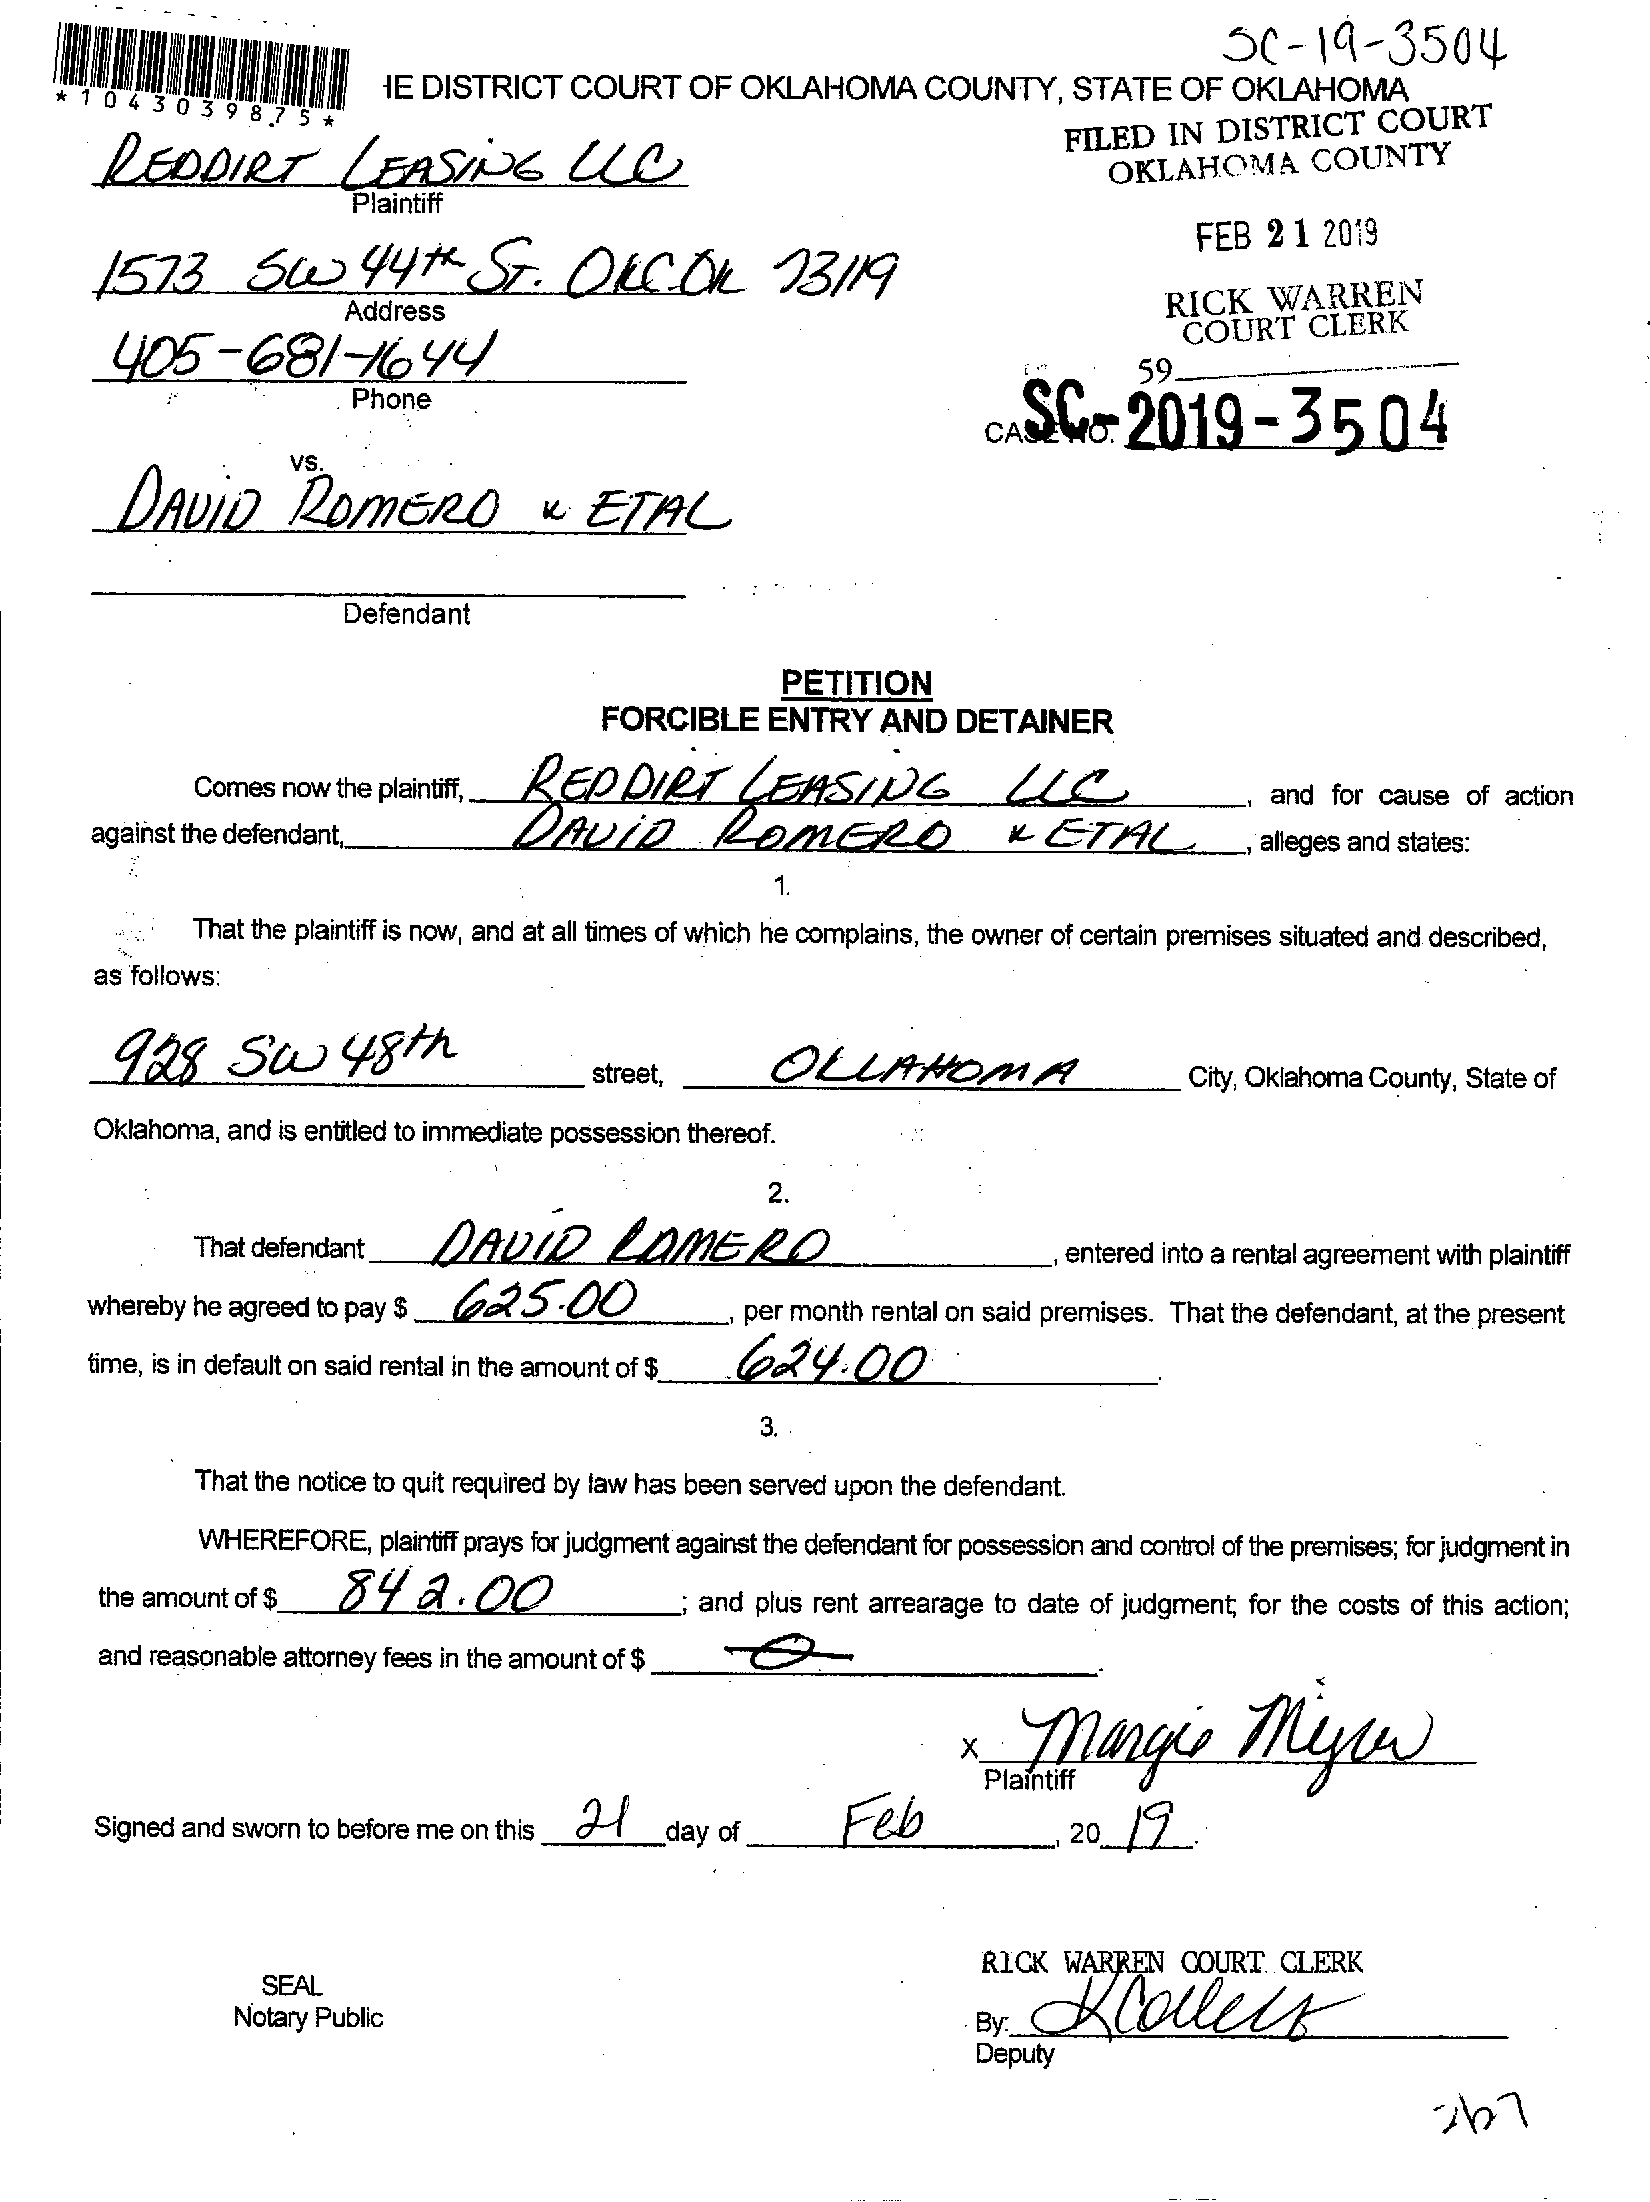 SC-19-3504
*1043039875*
IE DISTRICT COURT OF OKLAHOMA COUNTY, STATE OF OKLAHOMA
FILED IN DISTRICT COURT
OKLAHOMA COUNTY
REDDIRT LEASING LLC
Plaintiff
FEB 21 2019
1573 SW 44th ST. OKC OK 73119
Address
RICK WARREN
COURT CLERK
405-681-1644
Phone
59
CASE NO. SC-2019-3504
vs.
DAVID ROMERO & ETAL
Defendant
PETITION
FORCIBLE ENTRY AND DETAINER
Comes now the plaintiff, REDDIRT LEASING LLC, and for cause of action
against the defendant, DAVID ROMERO & ETAL, alleges and states:
1.
That the plaintiff is now, and at all times of which he complains, the owner of certain premises situated and described,
as follows:
928 SW 48th street, OKLAHOMA City, Oklahoma County, State of
Oklahoma, and is entitled to immediate possession thereof.
2.
That defendant DAVID ROMERO, entered into a rental agreement with plaintiff
whereby he agreed to pay $ 625.00, per month rental on said premises. That the defendant, at the present
time, is in default on said rental in the amount of $ 624.00.
3.
That the notice to quit required by law has been served upon the defendant.
WHEREFORE, plaintiff prays for judgment against the defendant for possession and control of the premises; for judgment in
the amount of $ 842.00; and plus rent arrearage to date of judgment; for the costs of this action;
and reasonable attorney fees in the amount of $ 0.
x Margie Meyer
Plaintiff
Signed and sworn to before me on this 21 day of Feb, 2019.
RICK WARREN COURT CLERK
SEAL
Notary Public
By:
Deputy